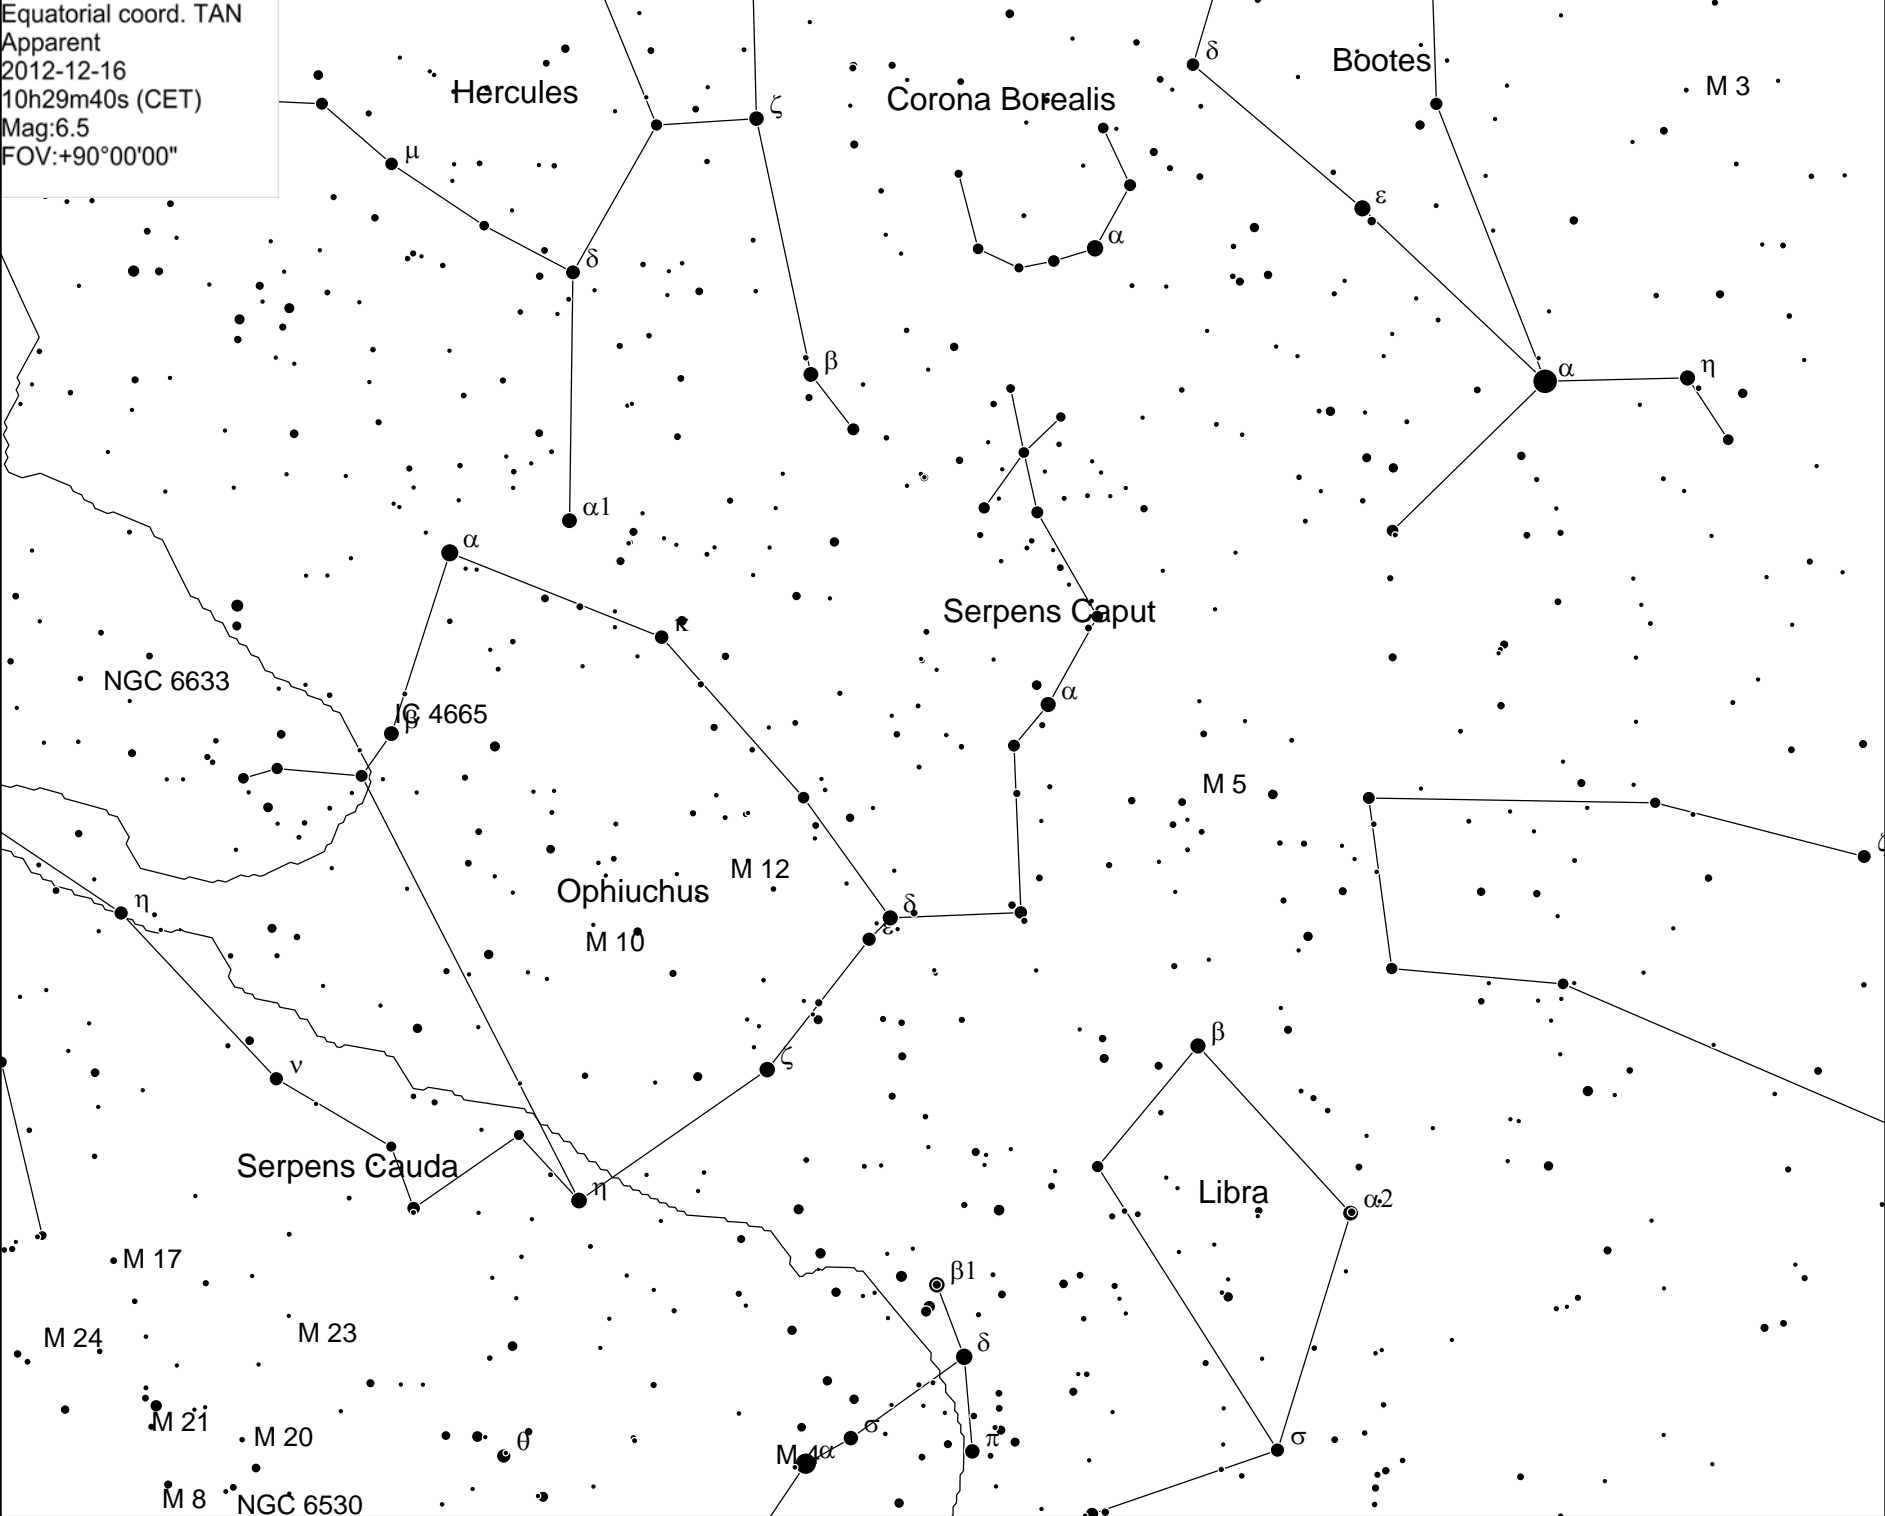 Equatorial coord. TAN
Apparent
2012-12-16
10h29m40s (CET)
Mag:6.5
FOV:+90°00'00"
δ
Bootes
M 3
Hercules
ζ
Corona Borealis
μ
ε
α
δ
β
α
η
α1
α
κ
Serpens Caput
NGC 6633
α
IC 4665
β
M 5
ζ
M 12
Ophiuchus
η
δ
ε
M 10
β
ζ
ν
Serpens Cauda
η
Libra
α2
M 17
β1
M 24
M 23
δ
M 21
M 20
θ
σ
π
σ
M 4
α
M 8
NGC 6530